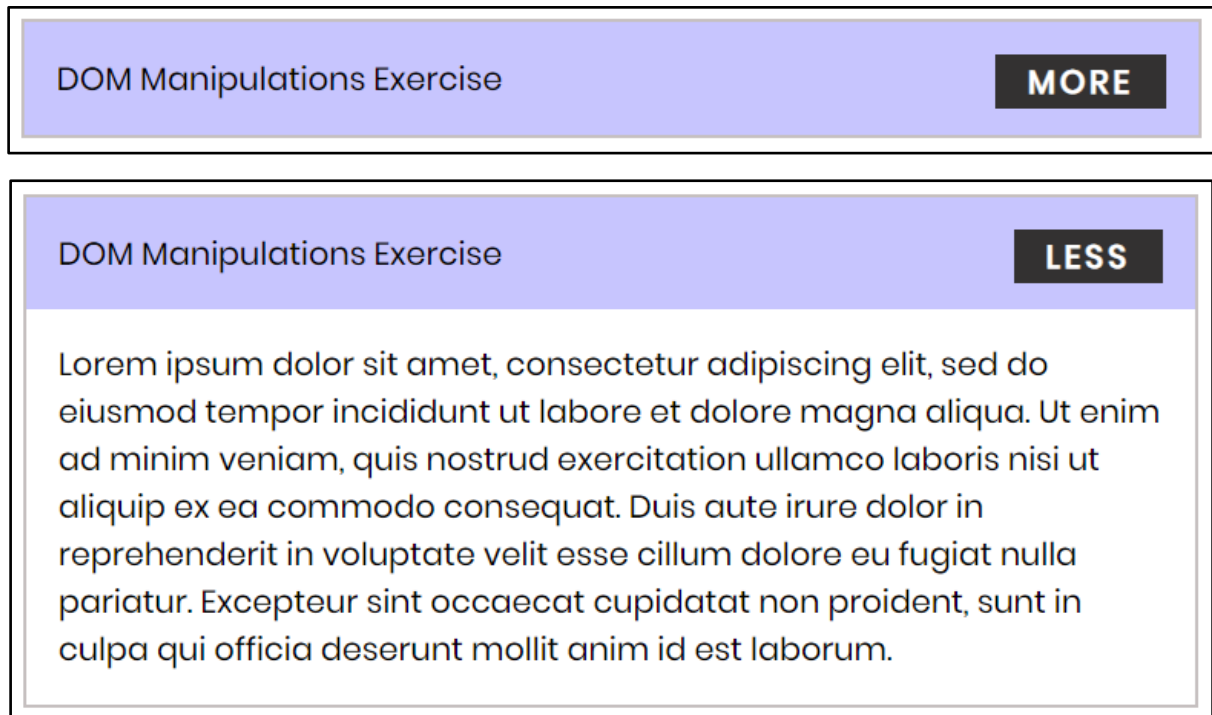 DOM Manipulations Exercise MORE
DOM Manipulations Exercise LESS
Lorem ipsum dolor sit amet, consectetur adipiscing elit, sed do
eiusmod tempor incididunt ut labore et dolore magna aliqua. Ut enim
ad minim veniam, quis nostrud exercitation ullamco laboris nisi ut
aliquip ex ea commodo consequat. Duis aute irure dolor in
reprehenderit in voluptate velit esse cillum dolore eu fugiat nulla
pariatur. Excepteur sint occaecat cupidatat non proident, sunt in
culpa qui officia deserunt mollit anim id est laborum.